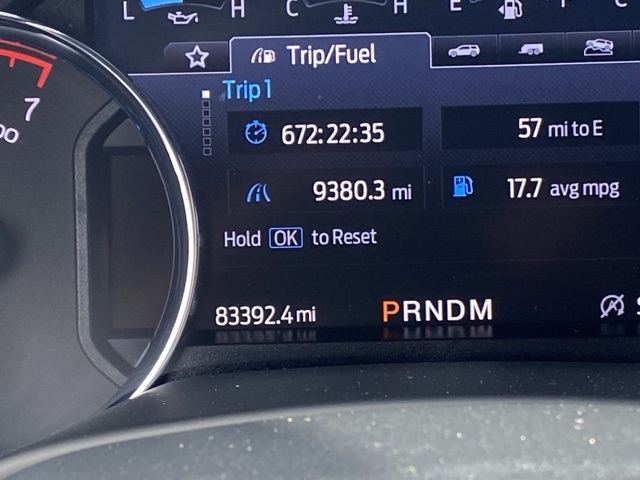 L H C H E
Trip/Fuel
Trip 1
7
672:22:35
57 mi to E
9380.3 mi
17.7 avg mpg
Hold OK to Reset
83392.4 mi
PRNDM